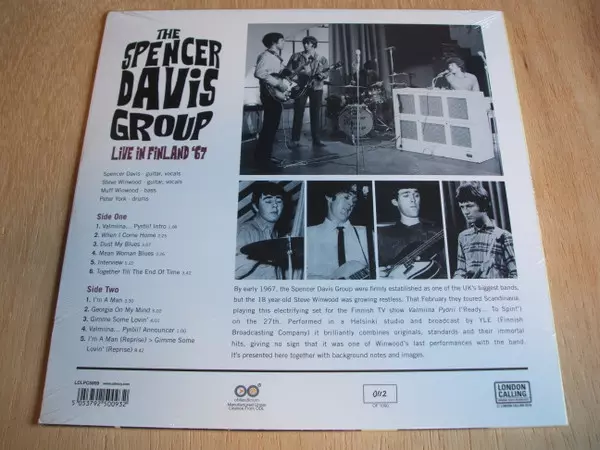 THE
SPENCER
DAVIS
GROUP
LIVE IN FINLAND '67
Spencer Davis - guitar, vocals
Steve Winwood - guitar, vocals
Muff Winwood - bass
Peter York - drums
Side One
1. Valmiina... Pyörii! Intro
2. When I Come Home
3. Dust My Blues
4. Mean Woman Blues
5. Interview
6. Together Till The End Of Time
Side Two
1. I'm A Man
2. Georgia On My Mind
3. Gimme Some Lovin'
4. Valmiina... Pyörii! Announcer
5. I'm A Man (Reprise) > Gimme Some
Lovin' (Reprise)
By early 1967, the Spencer Davis Group were firmly established as one of the UK's biggest bands,
but the 18 year-old Steve Winwood was growing restless. That February they toured Scandinavia,
playing this electrifying set for the Finnish TV show Valmiina Pyörii ('Ready... To Spin!')
on the 27th. Performed in a Helsinki studio and broadcast by YLE (Finnish
Broadcasting Company) it brilliantly combines originals, standards and their immortal
hits, giving no sign that it was one of Winwood's last performances with the band.
It's presented here together with background notes and images.
5 053792 500932
0112
LONDON
CALLING